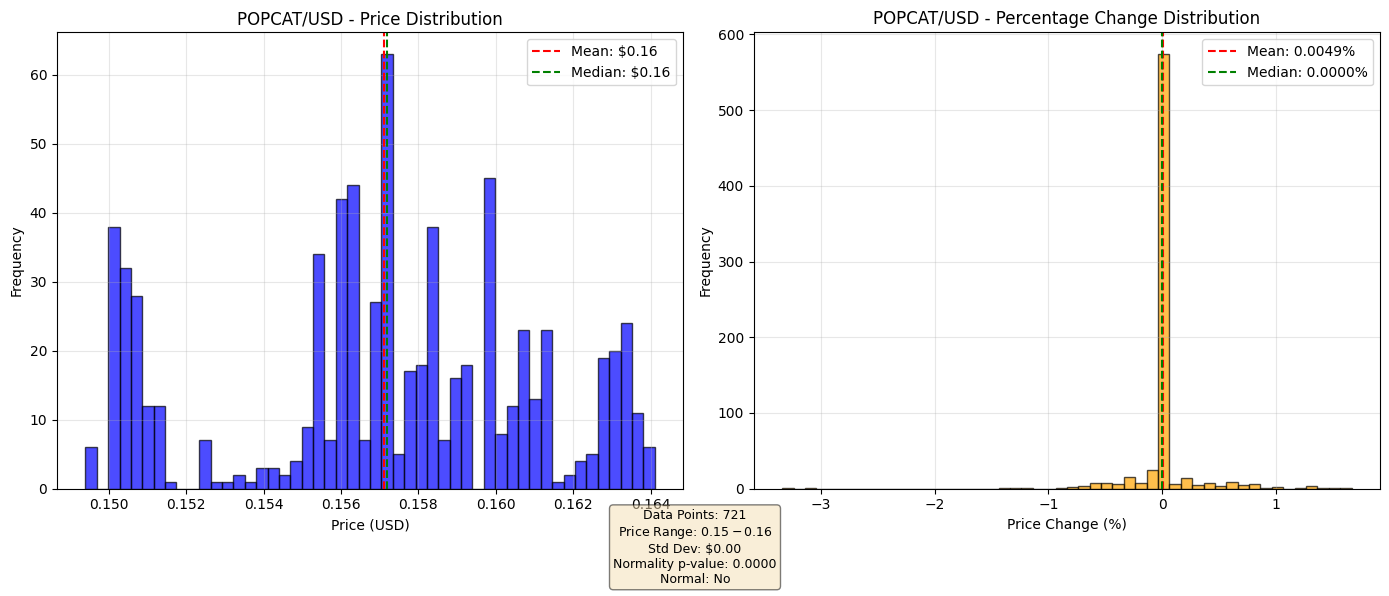 POPCAT/USD - Price Distribution
Frequency
60
50
40
30
20
10
0
0.150 0.152 0.154 0.156 0.158 0.160 0.162 0.164
Price (USD)
Mean: $0.16
Median: $0.16
POPCAT/USD - Percentage Change Distribution
Frequency
600
500
400
300
200
100
0
−3 −2 −1 0 1
Price Change (%)
Mean: 0.0049%
Median: 0.0000%
Data Points: 721
Price Range: 0.15 − 0.16
Std Dev: $0.00
Normality p-value: 0.0000
Normal: No